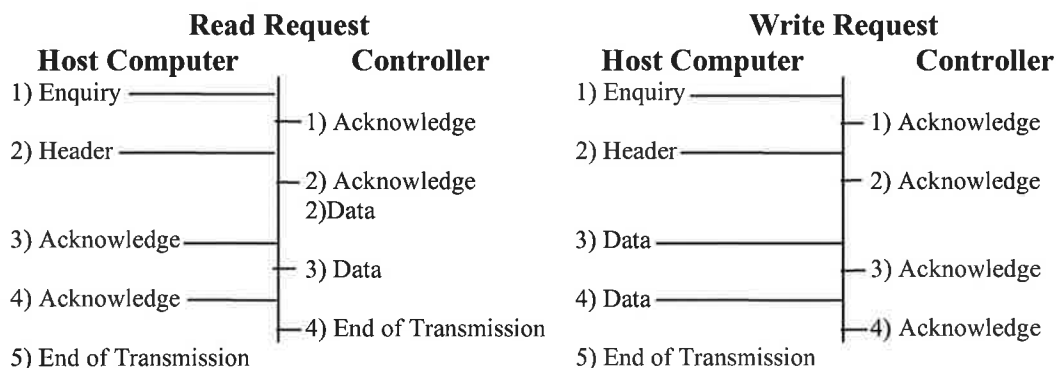 Read Request
Host Computer Controller
1) Enquiry
1) Acknowledge
2) Header
2) Acknowledge
2)Data
3) Acknowledge
3) Data
4) Acknowledge
4) End of Transmission
5) End of Transmission
Write Request
Host Computer Controller
1) Enquiry
1) Acknowledge
2) Header
2) Acknowledge
3) Data
3) Acknowledge
4) Data
4) Acknowledge
5) End of Transmission